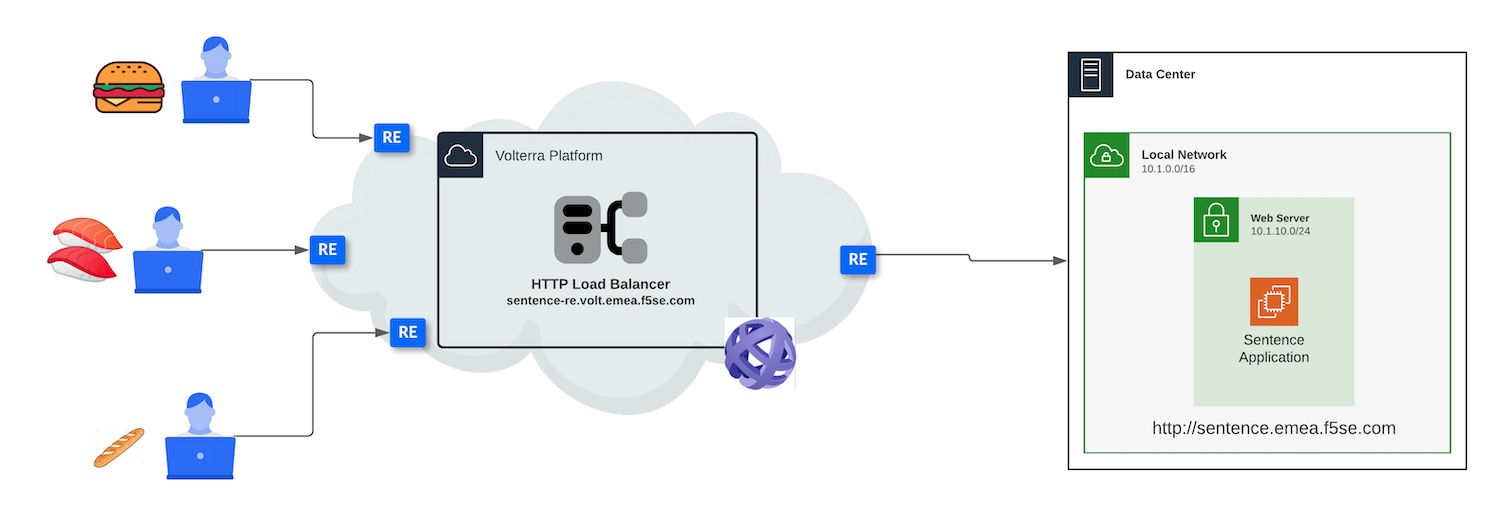 RE
Volterra Platform
RE
HTTP Load Balancer
sentence-re.volt.emea.f5se.com
RE
RE
Data Center
Local Network
10.1.0.0/16
Web Server
10.1.10.0/24
Sentence
Application
http://sentence.emea.f5se.com